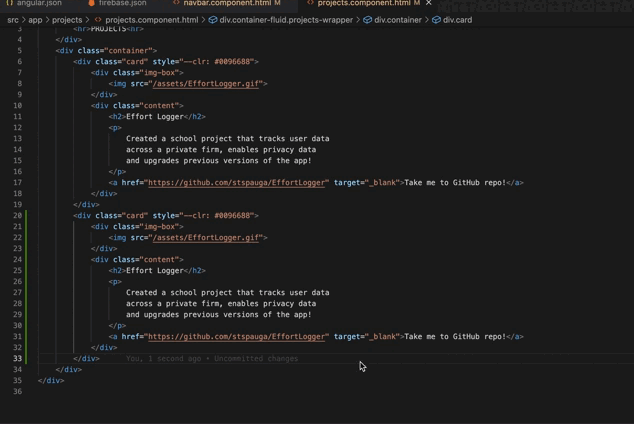 angular.json firebase.json navbar.component.html M projects.component.html M
src > app > projects > projects.component.html > div.container-fluid.projects-wrapper > div.container > div.card
3 <hr>PROJECTS<hr>
4 </div>
5 <div class="container">
6 <div class="card" style="--clr: #0096688">
7 <div class="img-box">
8 <img src="/assets/EffortLogger.gif">
9 </div>
10 <div class="content">
11 <h2>Effort Logger</h2>
12 <p>
13 Created a school project that tracks user data
14 across a private firm, enables privacy data
15 and upgrades previous versions of the app!
16 </p>
17 <a href="https://github.com/stspauga/EffortLogger" target="_blank">Take me to GitHub repo!</a>
18 </div>
19 </div>
20 <div class="card" style="--clr: #0096688">
21 <div class="img-box">
22 <img src="/assets/EffortLogger.gif">
23 </div>
24 <div class="content">
25 <h2>Effort Logger</h2>
26 <p>
27 Created a school project that tracks user data
28 across a private firm, enables privacy data
29 and upgrades previous versions of the app!
30 </p>
31 <a href="https://github.com/stspauga/EffortLogger" target="_blank">Take me to GitHub repo!</a>
32 </div>
33 </div> You, 1 second ago • Uncommitted changes
34 </div>
35 </div>
36